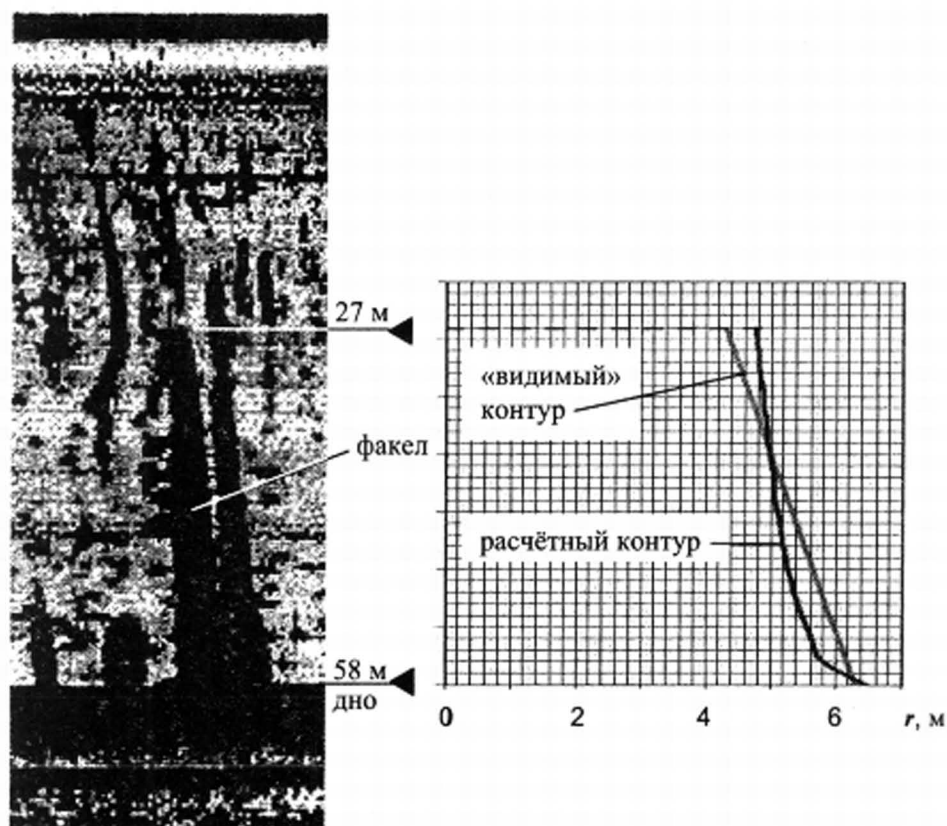 27 м
«видимый»
контур
факел
расчётный контур
58 м
дно
0 2 4 6 r, м